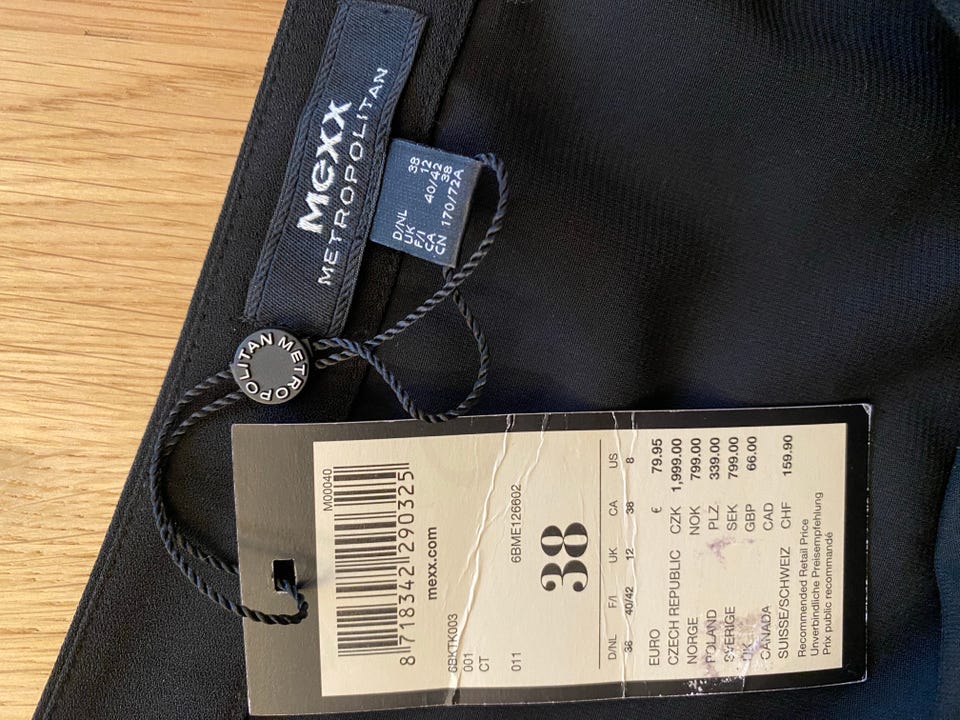 MEXX
METROPOLITAN
D/NL 38
UK 12
F/I 40/42
CA 38
CN 170/72A
METROPOLITAN
M00040
8 718342 290325
mexx.com
6BKTK003
001
CT
6BME126602
011
38
D/NL F/I UK CA US
38 40/42 12 38 8
EURO € 79.95
CZECH REPUBLIC CZK 1,999.00
NORGE NOK 799.00
POLAND PLZ 339.00
SVERIGE SEK 799.00
UK GBP 66.00
CANADA CAD
SUISSE/SCHWEIZ CHF 159.90
Recommended Retail Price
Unverbindliche Preisempfehlung
Prix public recommandé